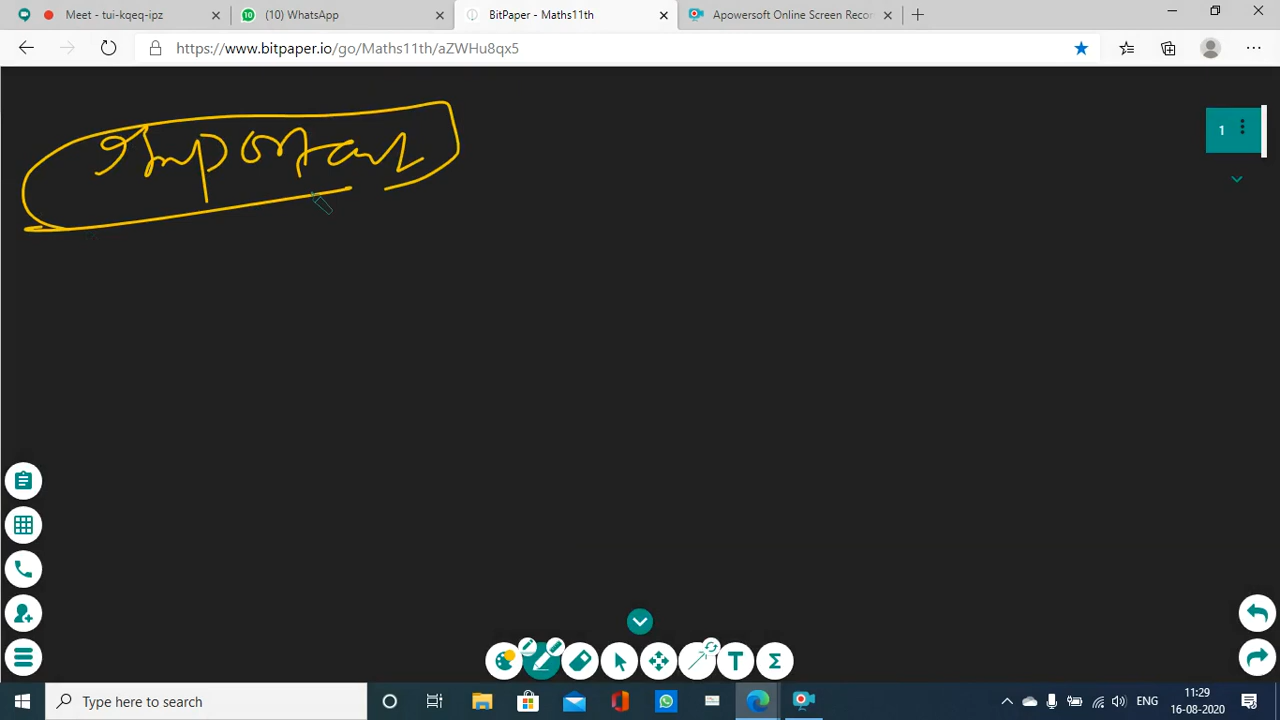 Meet - tui-kqeq-ipz
(10) WhatsApp
BitPaper - Maths11th
Apowersoft Online Screen Recor
https://www.bitpaper.io/go/Maths11th/aZWHu8qx5
Important
1
T
Σ
Type here to search
ENG
11:29
16-08-2020